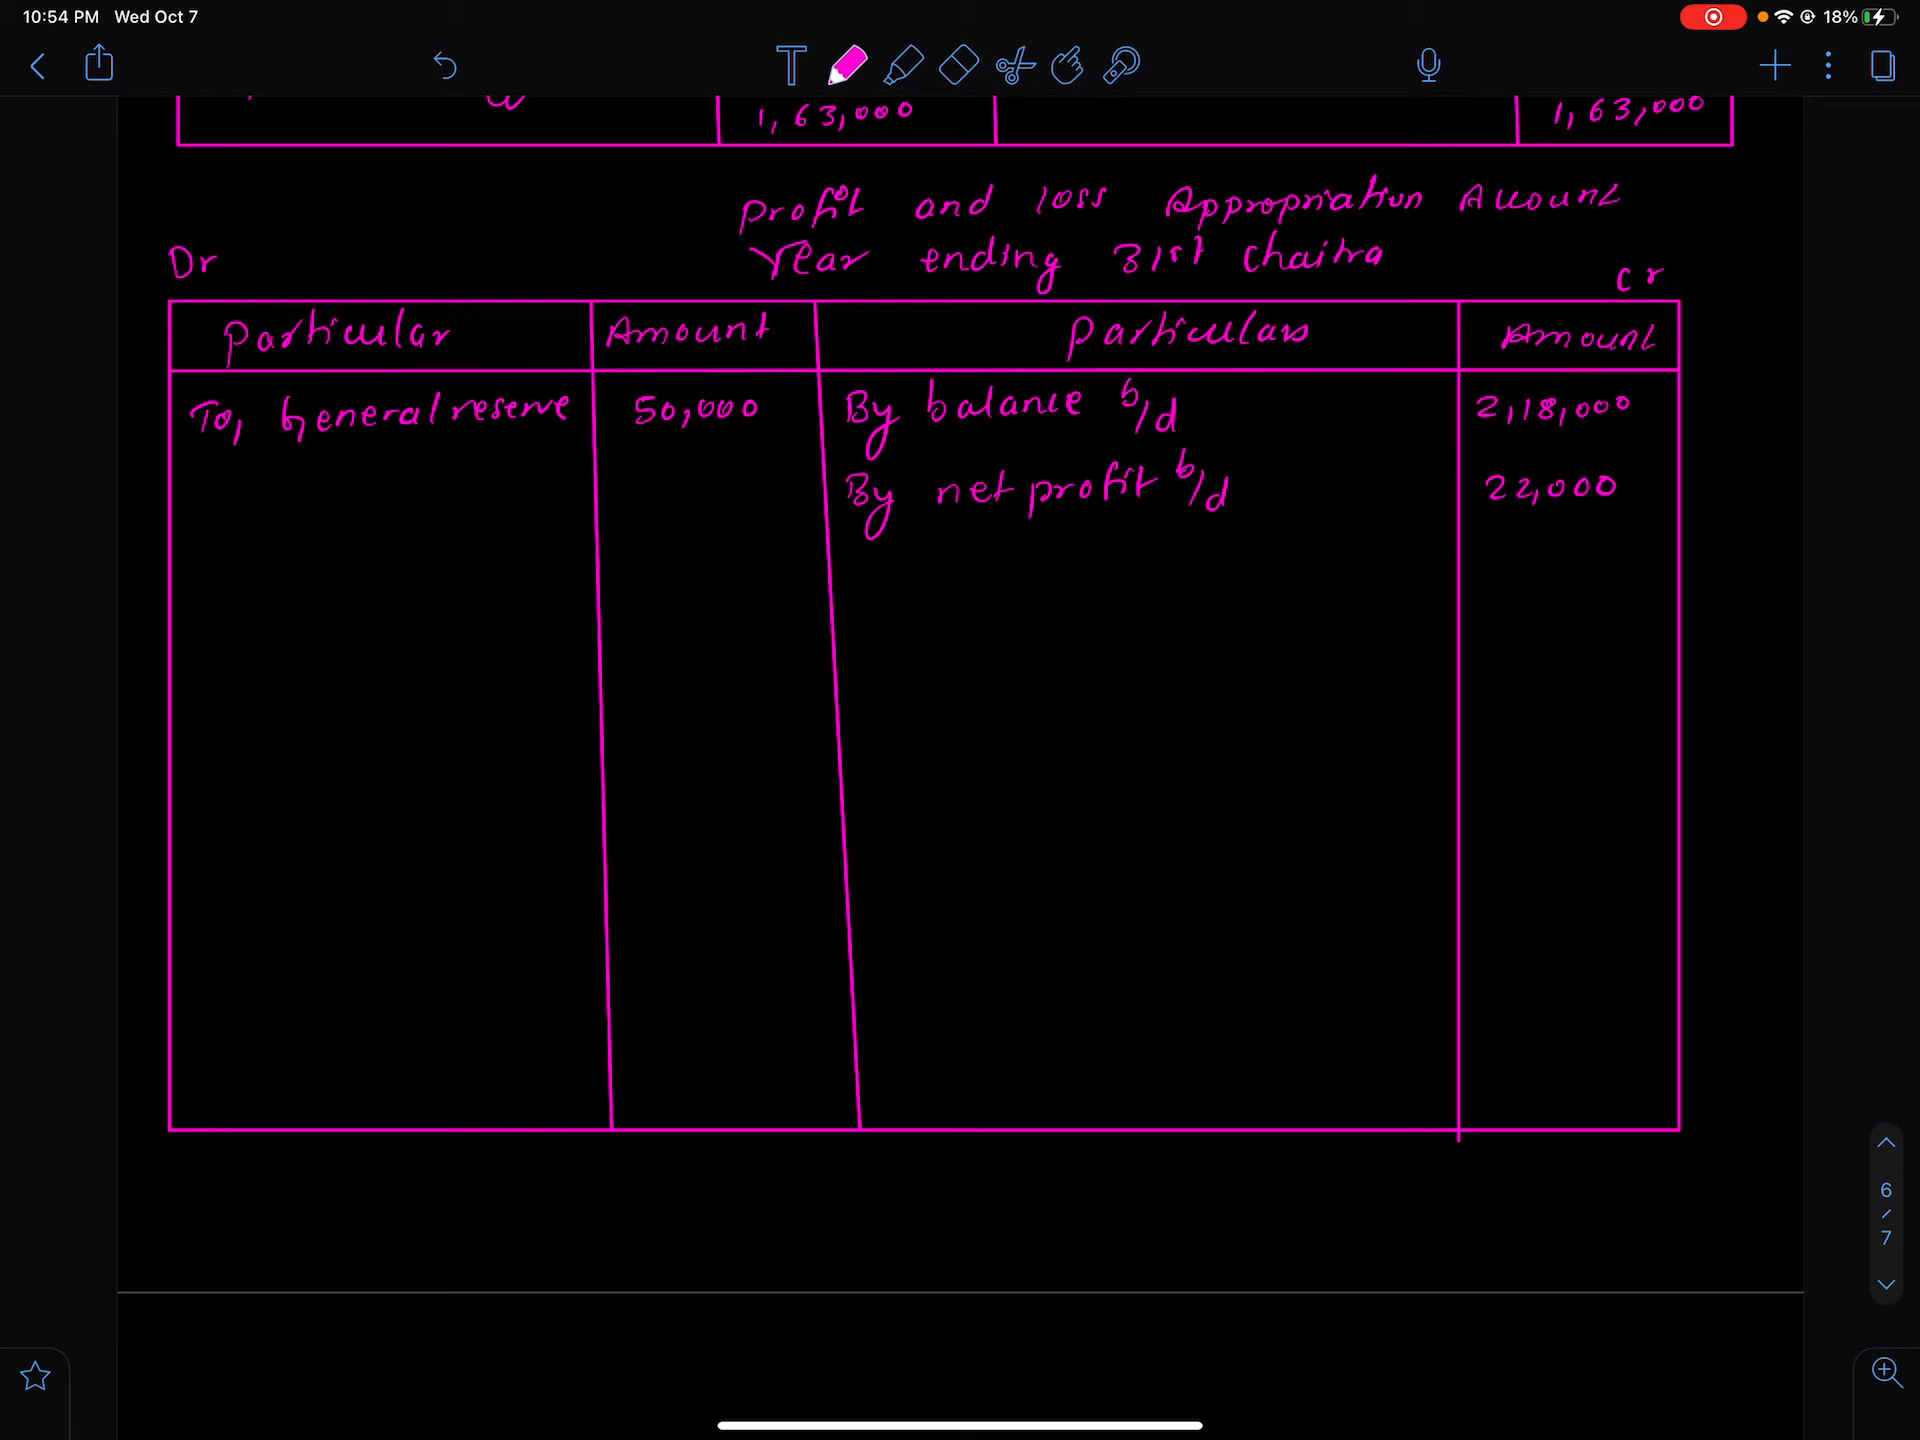 10:54 PM Wed Oct 7
18%
1,63,000 1,63,000
Profit and loss Appropriation Account
Year ending 31st Chaitra
Dr Cr
Particular Amount Particulars Amount
To, General reserve 50,000 By balance b/d 2,18,000
By net profit b/d 22,000
6
/
7